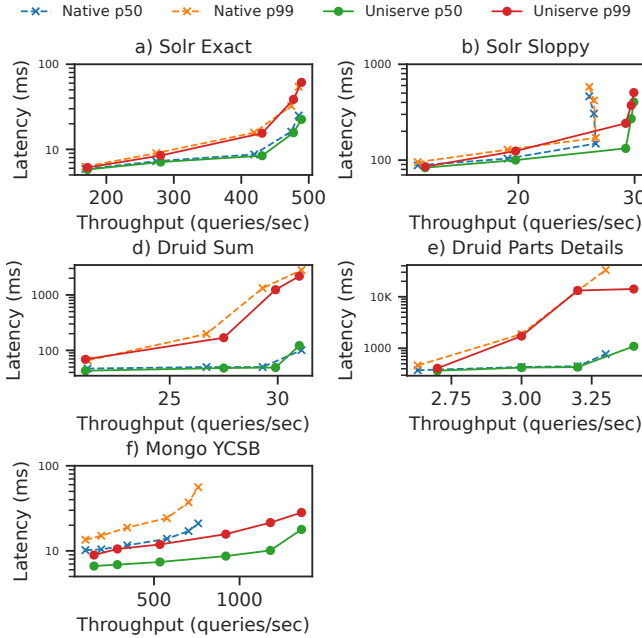 Native p50 Native p99 Uniserve p50 Uniserve p99
a) Solr Exact
Latency (ms)
100
10
200 300 400 500
Throughput (queries/sec)
b) Solr Sloppy
Latency (ms)
1000
100
20 30
Throughput (queries/sec)
d) Druid Sum
Latency (ms)
1000
100
25 30
Throughput (queries/sec)
e) Druid Parts Details
Latency (ms)
10K
1000
2.75 3.00 3.25
Throughput (queries/sec)
f) Mongo YCSB
Latency (ms)
100
10
500 1000
Throughput (queries/sec)